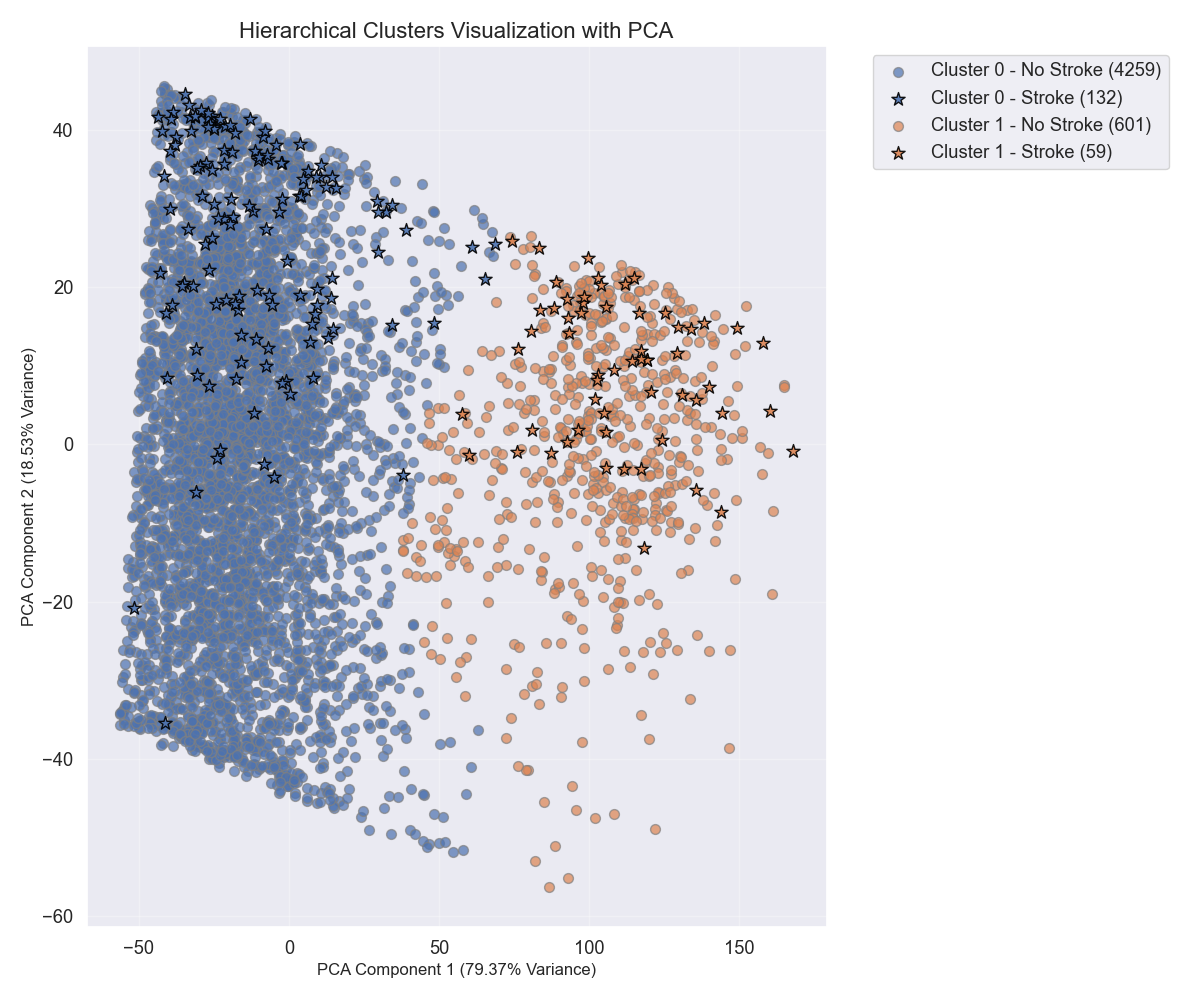 Hierarchical Clusters Visualization with PCA
Cluster 0 - No Stroke (4259)
Cluster 0 - Stroke (132)
Cluster 1 - No Stroke (601)
Cluster 1 - Stroke (59)
PCA Component 2 (18.53% Variance)
40
20
0
−20
−40
−60
−50
0
50
100
150
PCA Component 1 (79.37% Variance)